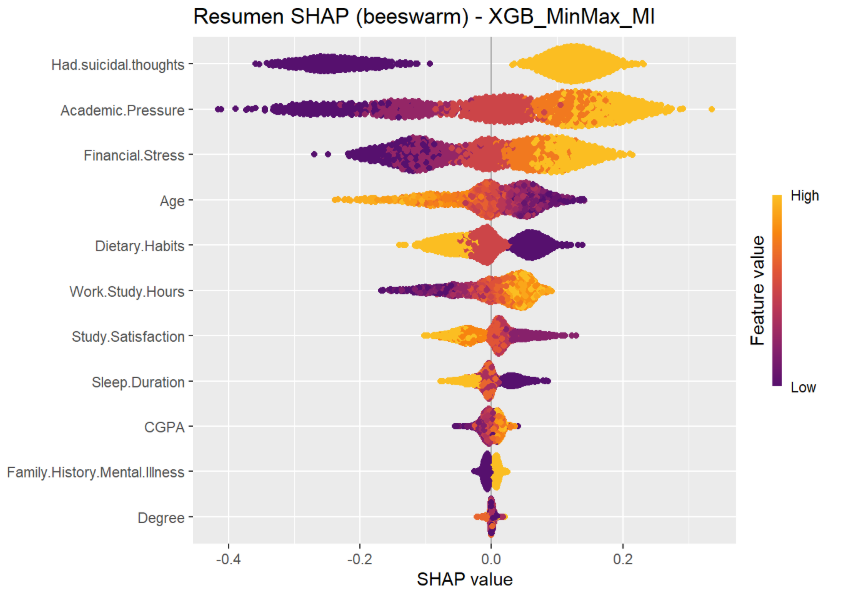 Resumen SHAP (beeswarm) - XGB_MinMax_MI
Had.suicidal.thoughts
Academic.Pressure
Financial.Stress
Age
Dietary.Habits
Work.Study.Hours
Study.Satisfaction
Sleep.Duration
CGPA
Family.History.Mental.Illness
Degree
-0.4 -0.2 0.0 0.2
SHAP value
Feature value
High
Low